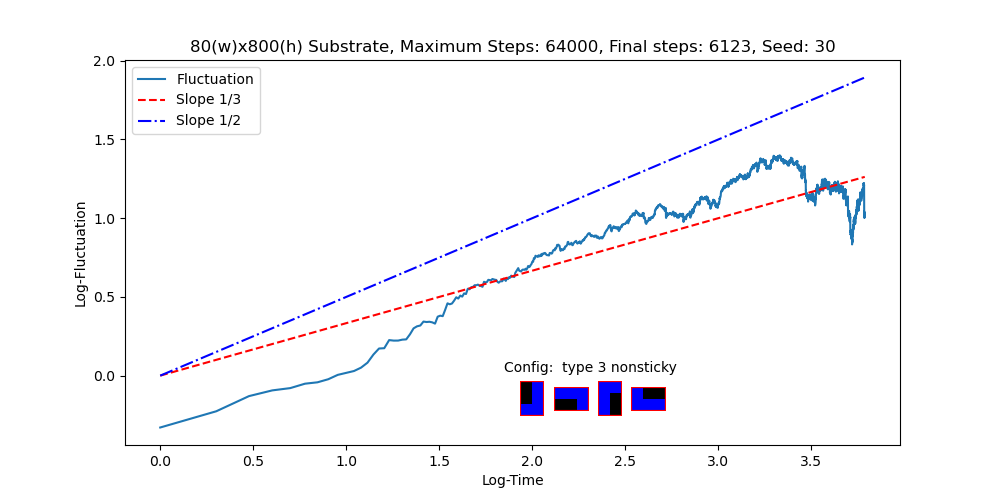 80(w)x800(h) Substrate, Maximum Steps: 64000, Final steps: 6123, Seed: 30
2.0
1.5
1.0
0.5
0.0
Log-Fluctuation
Fluctuation
Slope 1/3
Slope 1/2
Config:  type 3 nonsticky
0.0 0.5 1.0 1.5 2.0 2.5 3.0 3.5
Log-Time